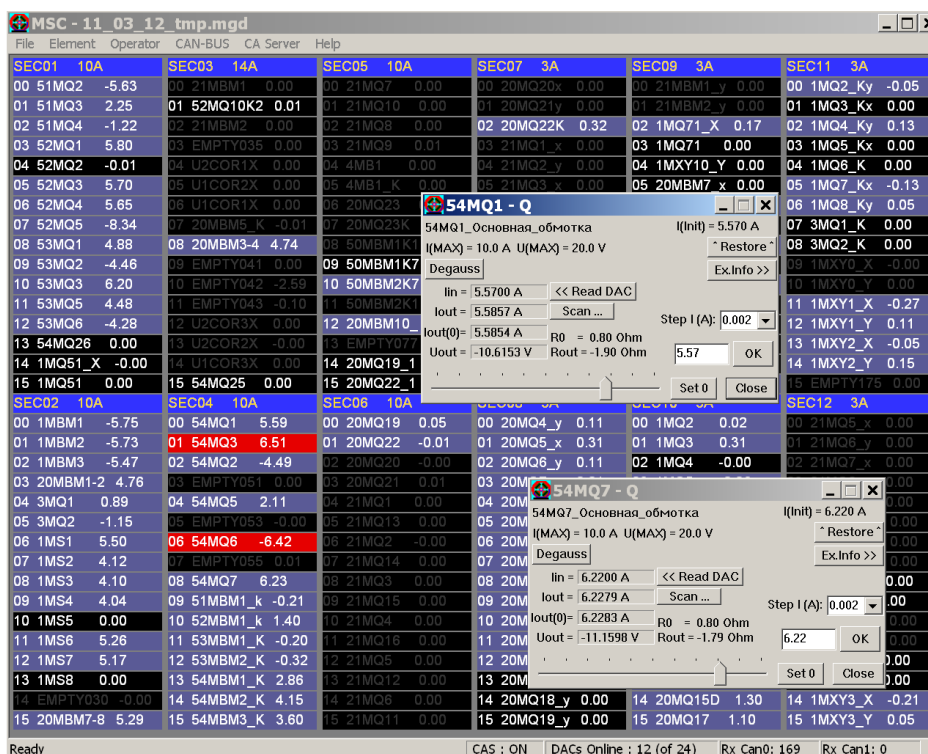 MSC - 11_03_12_tmp.mgd
File Element Operator CAN-BUS CA Server Help
SEC01 10A SEC03 14A SEC05 10A SEC07 3A SEC09 3A SEC11 3A
00 51MQ2 -5.63 00 21MBM1 0.00 00 21MQ7 0.00 00 20MQ20x 0.00 00 21MBM1_y 0.00 00 1MQ2_Ky -0.05
01 51MQ3 2.25 01 52MQ10K2 0.01 01 21MQ10 0.00 01 20MQ21y 0.00 01 21MBM2_y 0.00 01 1MQ3_Kx 0.00
02 51MQ4 -1.22 02 21MBM2 0.00 02 21MQ8 0.00 02 20MQ22K 0.32 02 1MQ71_X 0.17 02 1MQ4_Ky 0.13
03 52MQ1 5.80 03 EMPTY035 0.00 03 21MQ9 0.01 03 21MQ1_x 0.00 03 1MQ71 0.00 03 1MQ5_Kx 0.00
04 52MQ2 -0.01 04 U2COR1X 0.00 04 4MB1 0.00 04 21MQ2_y 0.00 04 1MXY10_Y 0.00 04 1MQ6_K 0.00
05 52MQ3 5.70 05 U1COR2X 0.00 05 4MB1_K 0.00 05 21MQ3_x 0.00 05 20MBM7_x 0.00 05 1MQ7_Kx -0.13
06 52MQ4 5.65 06 U1COR1X 0.00 06 20MQ23 06 1MQ8_Ky 0.05
07 52MQ5 -8.34 07 20MBM5_K -0.01 07 20MQ23K 07 3MQ1_K 0.00
08 53MQ1 4.88 08 20MBM3-4 4.74 08 50MBM1K1 08 3MQ2_K 0.00
09 53MQ2 -4.46 09 EMPTY041 0.00 09 50MBM1K7 09 1MXY0_X -0.00
10 53MQ3 6.20 10 EMPTY042 -2.59 10 50MBM2K7 10 1MXY0_Y 0.00
11 53MQ5 4.48 11 EMPTY043 -0.10 11 50MBM2K1 11 1MXY1_X -0.27
12 53MQ6 -4.28 12 U2COR3X 0.00 12 20MBM10_ 12 1MXY1_Y 0.11
13 54MQ26 0.00 13 U2COR2X -0.00 13 EMPTY077 13 1MXY2_X -0.05
14 1MQ51_X -0.00 14 U1COR3X 0.00 14 20MQ19_1 14 1MXY2_Y 0.15
15 1MQ51 0.00 15 54MQ25 0.00 15 20MQ22_1 15 EMPTY175 0.00
54MQ1 - Q
54MQ1_Основная_обмотка I(Init) = 5.570 A
I(MAX) = 10.0 A U(MAX) = 20.0 V ^ Restore ^
Degauss Ex.Info >>
Iin = 5.5700 A << Read DAC
Iout = 5.5857 A Scan ...
Iout(0)= 5.5854 A R0 = 0.80 Ohm Step I (A): 0.002
Uout = -10.6153 V Rout = -1.90 Ohm 5.57 OK
Set 0 Close
SEC02 10A SEC04 10A SEC06 10A SEC12 3A
00 1MBM1 -5.75 00 54MQ1 5.59 00 20MQ19 0.05 00 20MQ4_y 0.11 00 1MQ2 0.02 00 21MQ5_x 0.00
01 1MBM2 -5.73 01 54MQ3 6.51 01 20MQ22 -0.01 01 20MQ5_x 0.31 01 1MQ3 0.31 01 21MQ6_y 0.00
02 1MBM3 -5.47 02 54MQ2 -4.49 02 20MQ20 -0.00 02 20MQ6_y 0.11 02 1MQ4 -0.00 02 21MQ7_x 0.00
03 20MBM1-2 4.76 03 EMPTY051 0.00 03 20MQ21 0.01 03 20M
04 3MQ1 0.89 04 54MQ5 2.11 04 21MQ1 0.00 04 20M
05 3MQ2 -1.15 05 EMPTY053 -0.00 05 21MQ13 0.00 05 20M
06 1MS1 5.50 06 54MQ6 -6.42 06 21MQ2 -0.00 06 20M
07 1MS2 4.12 07 EMPTY055 0.01 07 21MQ14 0.00 07 20M
08 1MS3 4.10 08 54MQ7 6.23 08 21MQ3 0.00 08 20M 0.00
09 1MS4 4.04 09 51MBM1_k -0.21 09 21MQ15 0.00 09 20M .00
10 1MS5 0.00 10 52MBM1_k 1.40 10 21MQ4 0.00 10 20M
11 1MS6 5.26 11 53MBM1_K -0.20 11 21MQ16 0.00 11 20M
12 1MS7 5.17 12 53MBM2_K -0.32 12 21MQ5 0.00 12 20M 0.00
13 1MS8 0.00 13 54MBM1_K 2.86 13 21MQ12 0.00 13 20M 0.00
14 EMPTY030 -0.00 14 54MBM2_K 4.15 14 21MQ6 0.00 14 20MQ18_y 0.00 14 20MQ15D 1.30 14 1MXY3_X -0.21
15 20MBM7-8 5.29 15 54MBM3_K 3.60 15 21MQ11 0.00 15 20MQ19_y 0.00 15 20MQ17 1.10 15 1MXY3_Y 0.05
54MQ7 - Q
54MQ7_Основная_обмотка I(Init) = 6.220 A
I(MAX) = 10.0 A U(MAX) = 20.0 V ^ Restore ^
Degauss Ex.Info >>
Iin = 6.2200 A << Read DAC
Iout = 6.2279 A Scan ...
Iout(0)= 6.2283 A R0 = 0.80 Ohm Step I (A): 0.002
Uout = -11.1598 V Rout = -1.79 Ohm 6.22 OK
Set 0 Close
Ready CAS : ON DACs Online : 12 (of 24) Rx Can0: 169 Rx Can1: 0